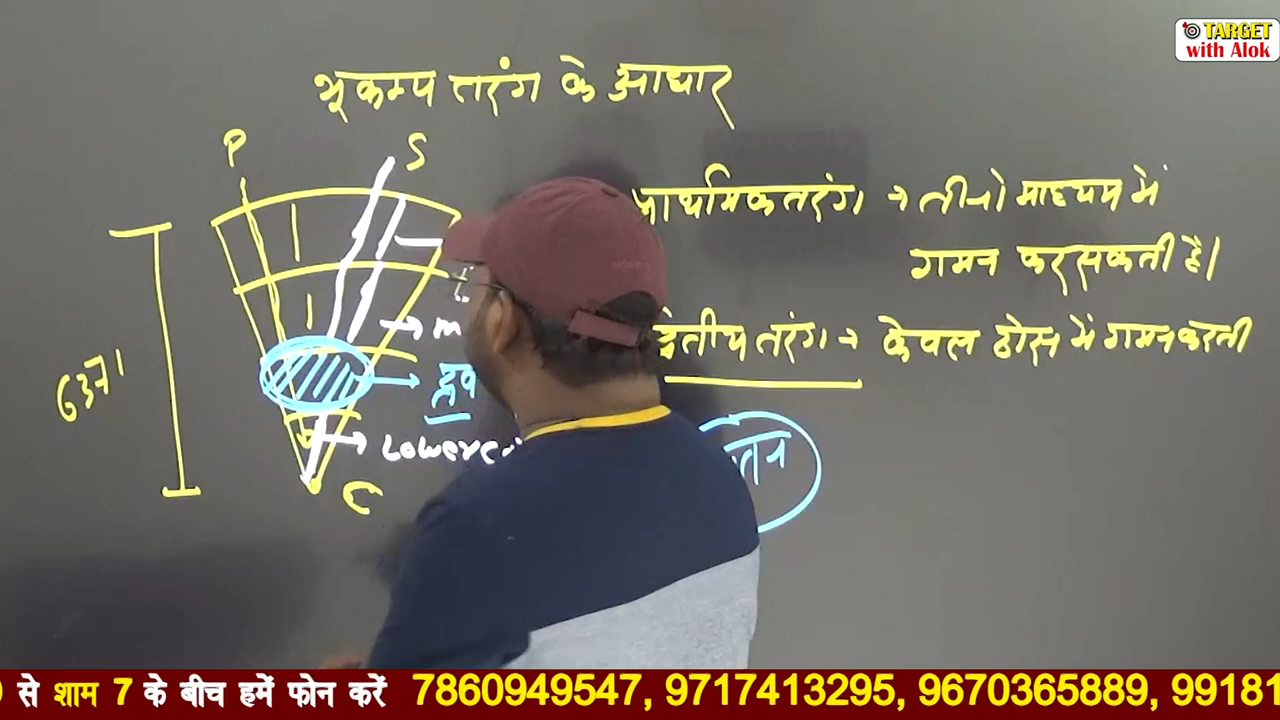 TARGET
with Alok
भूकम्प तरंग के आधार
P
S
प्राथमिक तरंग → तीनो माध्यम में
गमन कर सकती है।
द्वितीय तरंग → केवल ठोस में गमन करती
6371
द्रव
Lower
C
से शाम 7 के बीच हमें फोन करें 7860949547, 9717413295, 9670365889, 99181